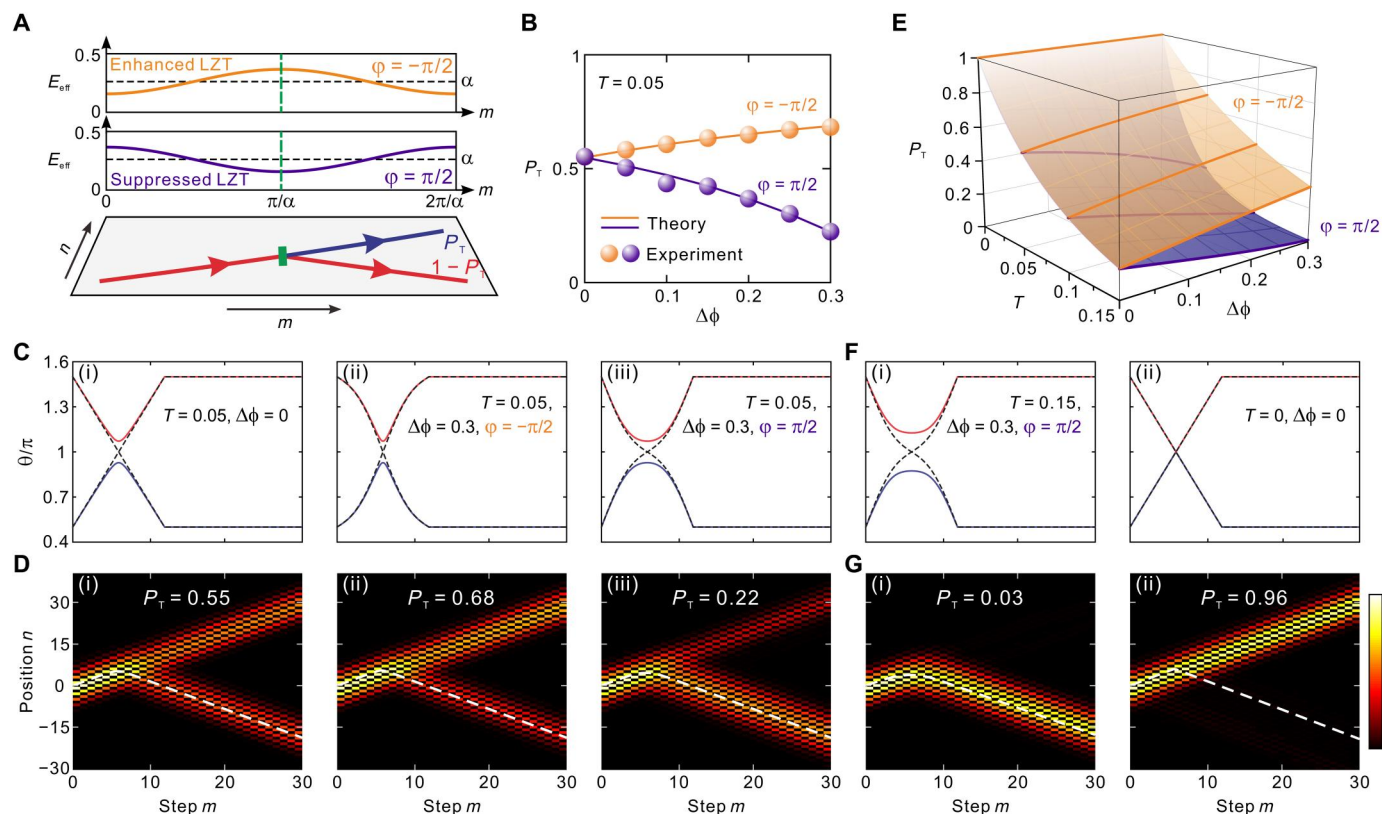 A
0.5
Enhanced LZT
φ = −π/2
E_eff
α
0
m
0.5
E_eff
α
Suppressed LZT
φ = π/2
0
m
0
π/α
2π/α
n
P_T
1 − P_T
m
B
1
T = 0.05
φ = −π/2
P_T
0.5
φ = π/2
Theory
Experiment
0
0
0.1
0.2
0.3
Δϕ
E
1
0.8
0.6
P_T
0.4
0.2
0
φ = −π/2
φ = π/2
0
0.05
0.1
0.15
T
0
0.1
0.2
0.3
Δϕ
C
1.6
1.3
θ/π
1
0.7
0.4
(i)
T = 0.05, Δϕ = 0
(ii)
T = 0.05,
Δϕ = 0.3, φ = −π/2
(iii)
T = 0.05,
Δϕ = 0.3, φ = π/2
F
(i)
T = 0.15,
Δϕ = 0.3, φ = π/2
(ii)
T = 0, Δϕ = 0
D
(i)
P_T = 0.55
(ii)
P_T = 0.68
(iii)
P_T = 0.22
G
(i)
P_T = 0.03
(ii)
P_T = 0.96
30
15
Position n
0
−15
−30
0 10 20 30
0 10 20 30
0 10 20 30
0 10 20 30
0 10 20 30
Step m
Step m
Step m
Step m
Step m